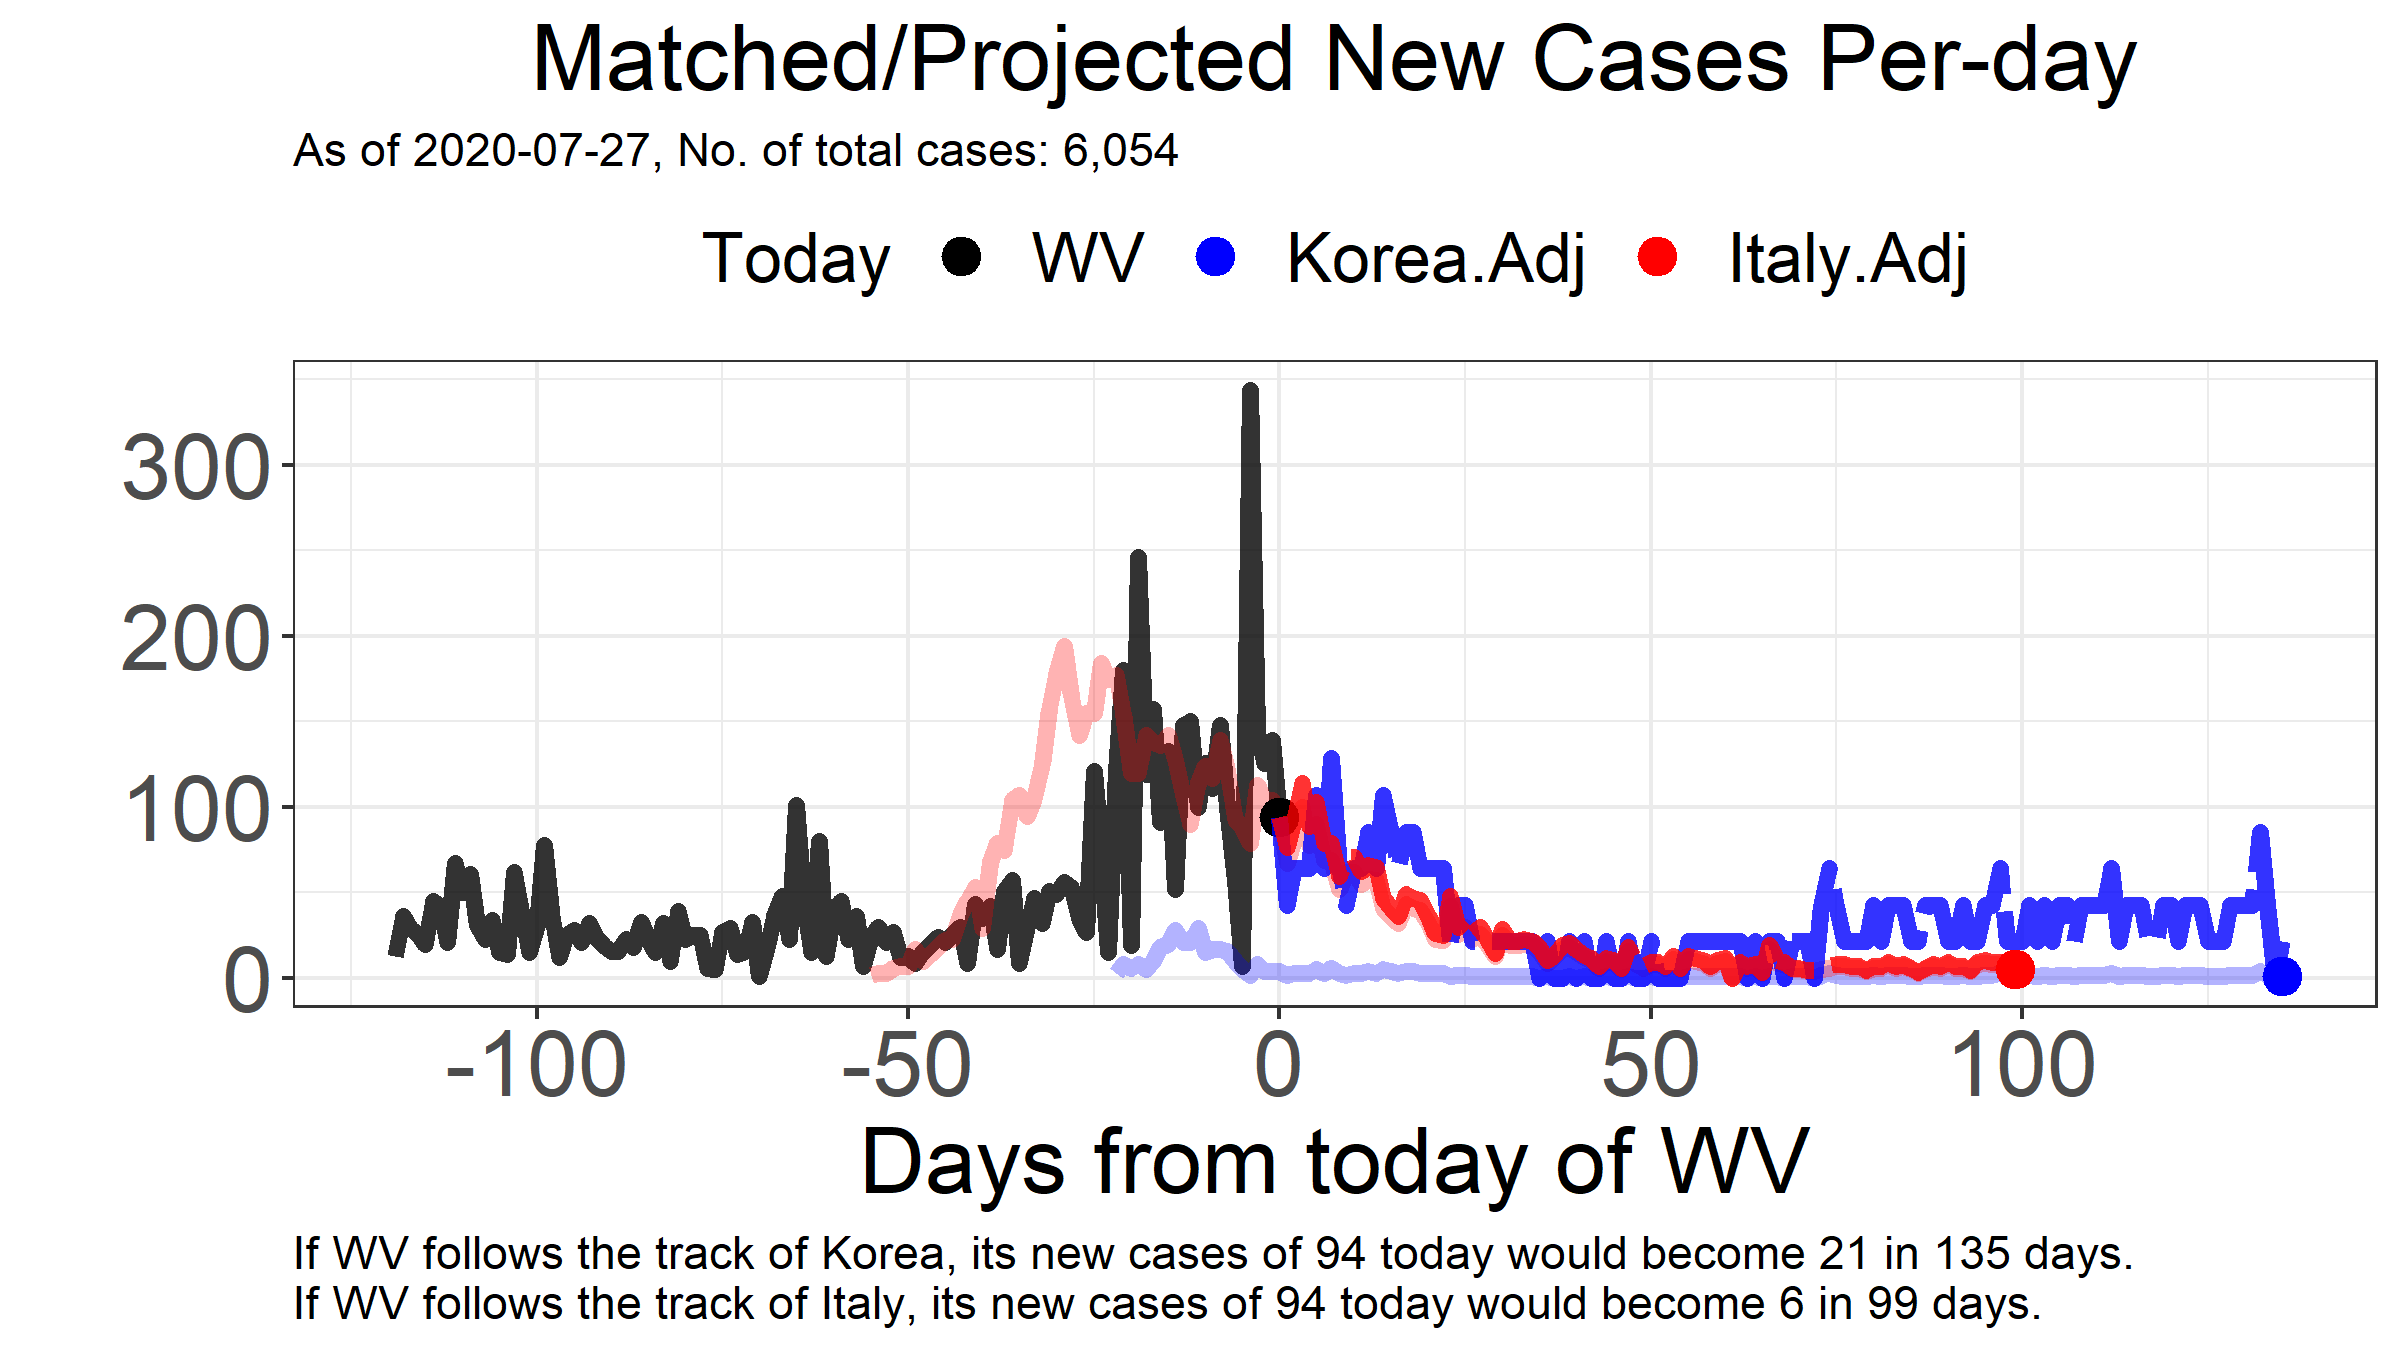 Matched/Projected New Cases Per-day
As of 2020-07-27, No. of total cases: 6,054
Today WV Korea.Adj Italy.Adj
300
200
100
0
-100 -50 0 50 100
Days from today of WV
If WV follows the track of Korea, its new cases of 94 today would become 21 in 135 days.
If WV follows the track of Italy, its new cases of 94 today would become 6 in 99 days.